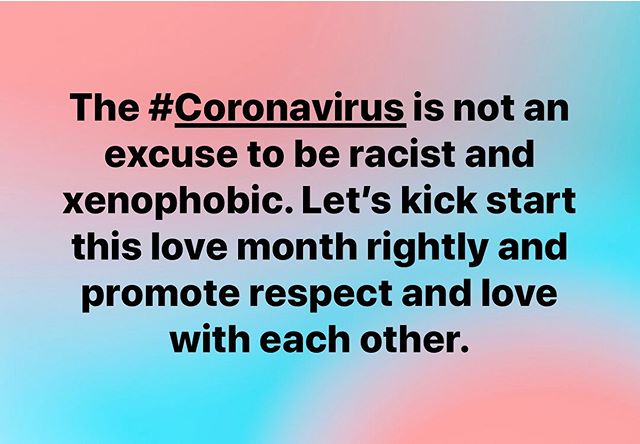 The #Coronavirus is not an
excuse to be racist and
xenophobic. Let’s kick start
this love month rightly and
promote respect and love
with each other.